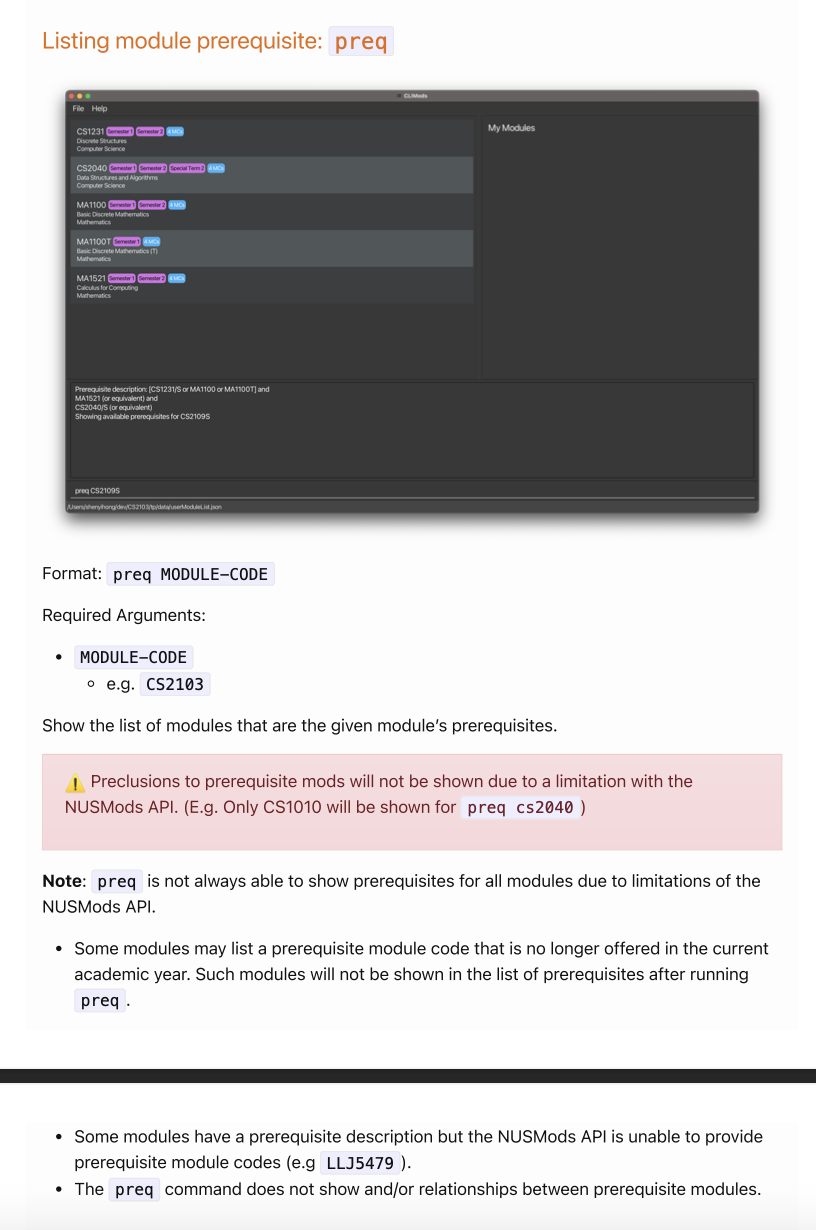 Listing module prerequisite: preq
CLIMods
File Help
My Modules
CS1231 Semester 1 Semester 2 4 MCs
Discrete Structures
Computer Science
CS2040 Semester 1 Semester 2 Special Term 2 4 MCs
Data Structures and Algorithms
Computer Science
MA1100 Semester 1 Semester 2 4 MCs
Basic Discrete Mathematics
Mathematics
MA1100T Semester 1 4 MCs
Basic Discrete Mathematics (T)
Mathematics
MA1521 Semester 1 Semester 2 4 MCs
Calculus for Computing
Mathematics
Prerequisite description: [CS1231/S or MA1100 or MA1100T] and
MA1521 (or equivalent) and
CS2040/S (or equivalent)
Showing available prerequisites for CS2109S
preq CS2109S
/Users/shenyihong/dev/CS2103/tp/data/userModuleList.json
Format: preq MODULE-CODE
Required Arguments:
• MODULE-CODE
◦ e.g. CS2103
Show the list of modules that are the given module’s prerequisites.
⚠️ Preclusions to prerequisite mods will not be shown due to a limitation with the
NUSMods API. (E.g. Only CS1010 will be shown for preq cs2040 )
Note: preq is not always able to show prerequisites for all modules due to limitations of the
NUSMods API.
• Some modules may list a prerequisite module code that is no longer offered in the current
academic year. Such modules will not be shown in the list of prerequisites after running
preq .
• Some modules have a prerequisite description but the NUSMods API is unable to provide
prerequisite module codes (e.g LLJ5479 ).
• The preq command does not show and/or relationships between prerequisite modules.